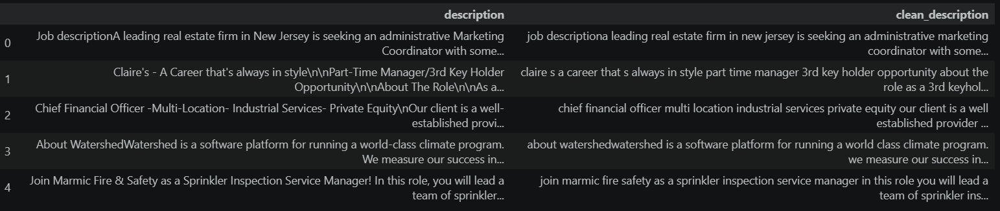 description clean_description
0 Job descriptionA leading real estate firm in New Jersey is seeking an administrative Marketing Coordinator with some... job descriptiona leading real estate firm in new jersey is seeking an administrative marketing coordinator with some...
1 Claire's - A Career that's always in style\n\nPart-Time Manager/3rd Key Holder Opportunity\n\nAbout The Role\n\nAs a... claire s a career that s always in style part time manager 3rd key holder opportunity about the role as a 3rd keyhol...
2 Chief Financial Officer -Multi-Location- Industrial Services- Private Equity\nOur client is a well-established provi... chief financial officer multi location industrial services private equity our client is a well established provider ...
3 About WatershedWatershed is a software platform for running a world-class climate program. We measure our success in... about watershedwatershed is a software platform for running a world class climate program. we measure our success in...
4 Join Marmic Fire & Safety as a Sprinkler Inspection Service Manager! In this role, you will lead a team of sprinkler... join marmic fire safety as a sprinkler inspection service manager in this role you will lead a team of sprinkler ins...